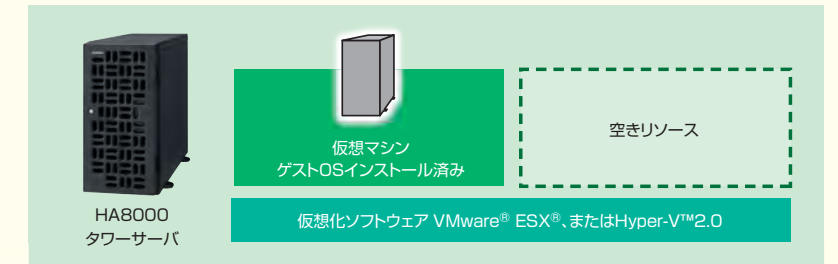 仮想マシン
ゲストOSインストール済み
空きリソース
HA8000
タワーサーバ
仮想化ソフトウェア VMware® ESX®、またはHyper-V™2.0